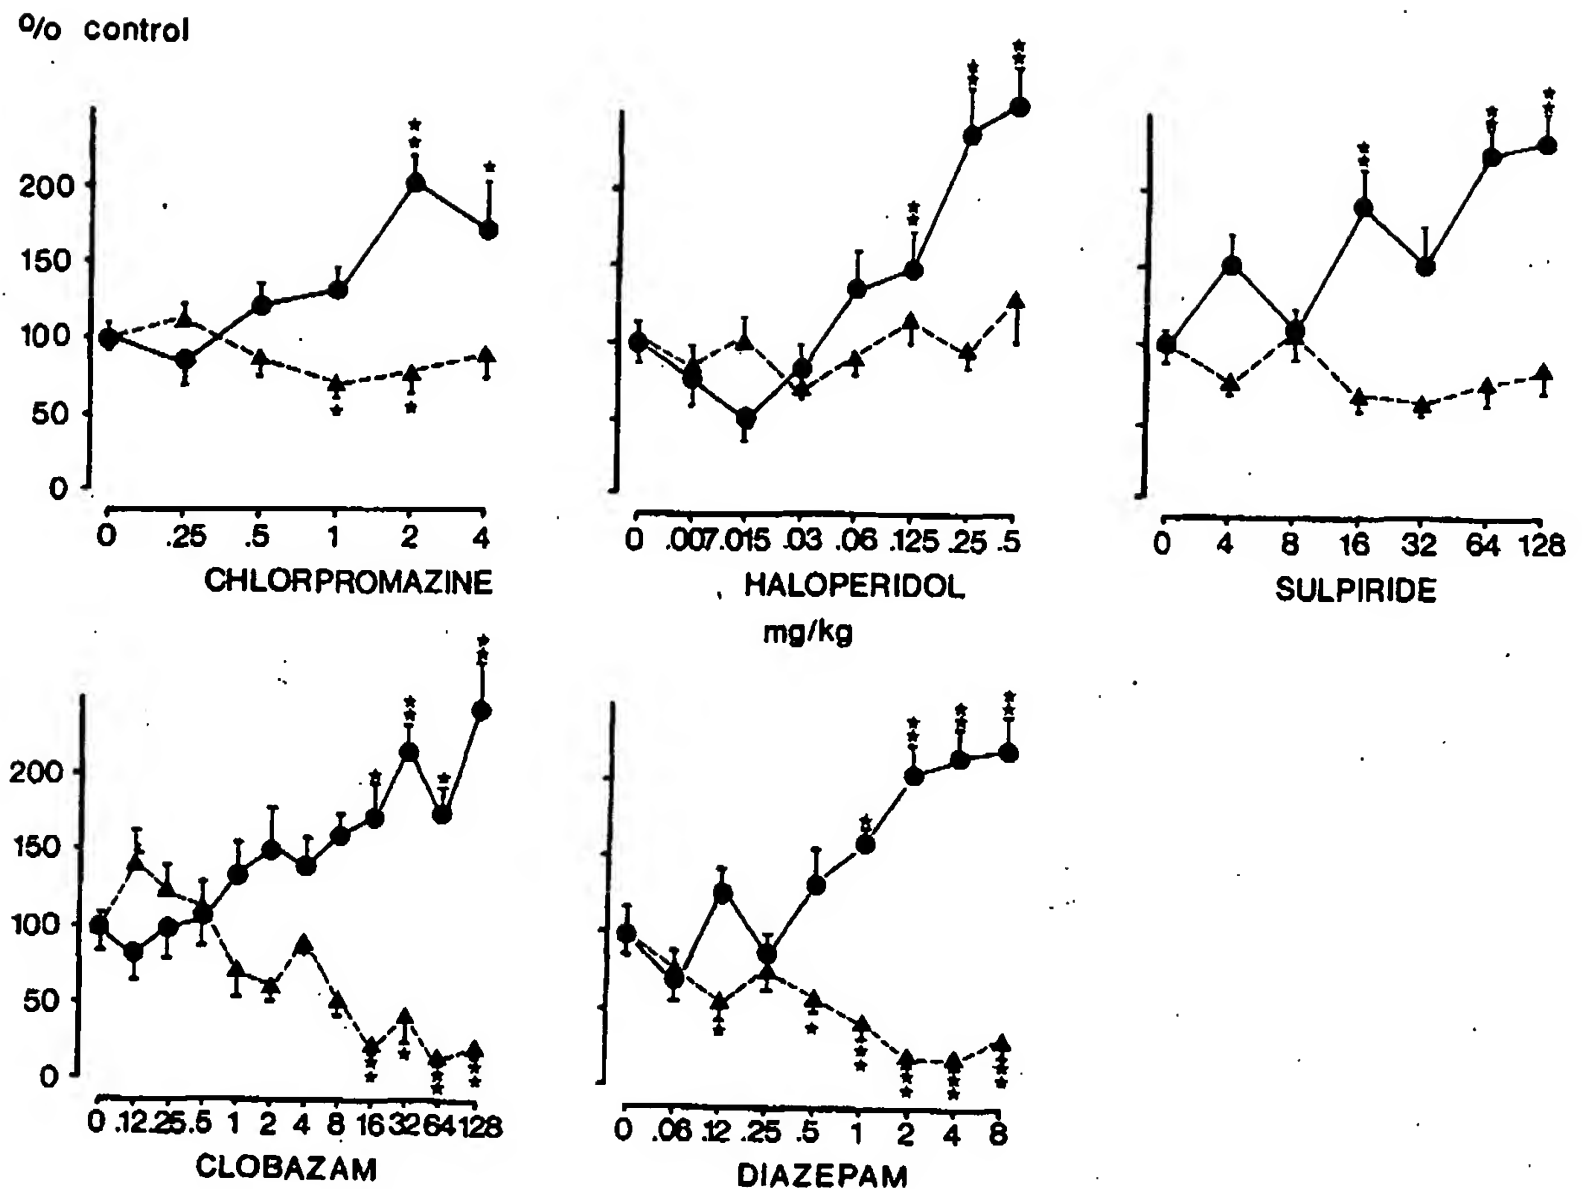 % control
200
150
100
50
0
0 .25 .5 1 2 4
CHLORPROMAZINE
0 .007 .015 .03 .06 .125 .25 .5
HALOPERIDOL
mg/kg
0 4 8 16 32 64 128
SULPIRIDE
200
150
100
50
0
0 .12 .25 .5 1 2 4 8 16 32 64 128
CLOBAZAM
0 .06 .12 .25 .5 1 2 4 8
DIAZEPAM